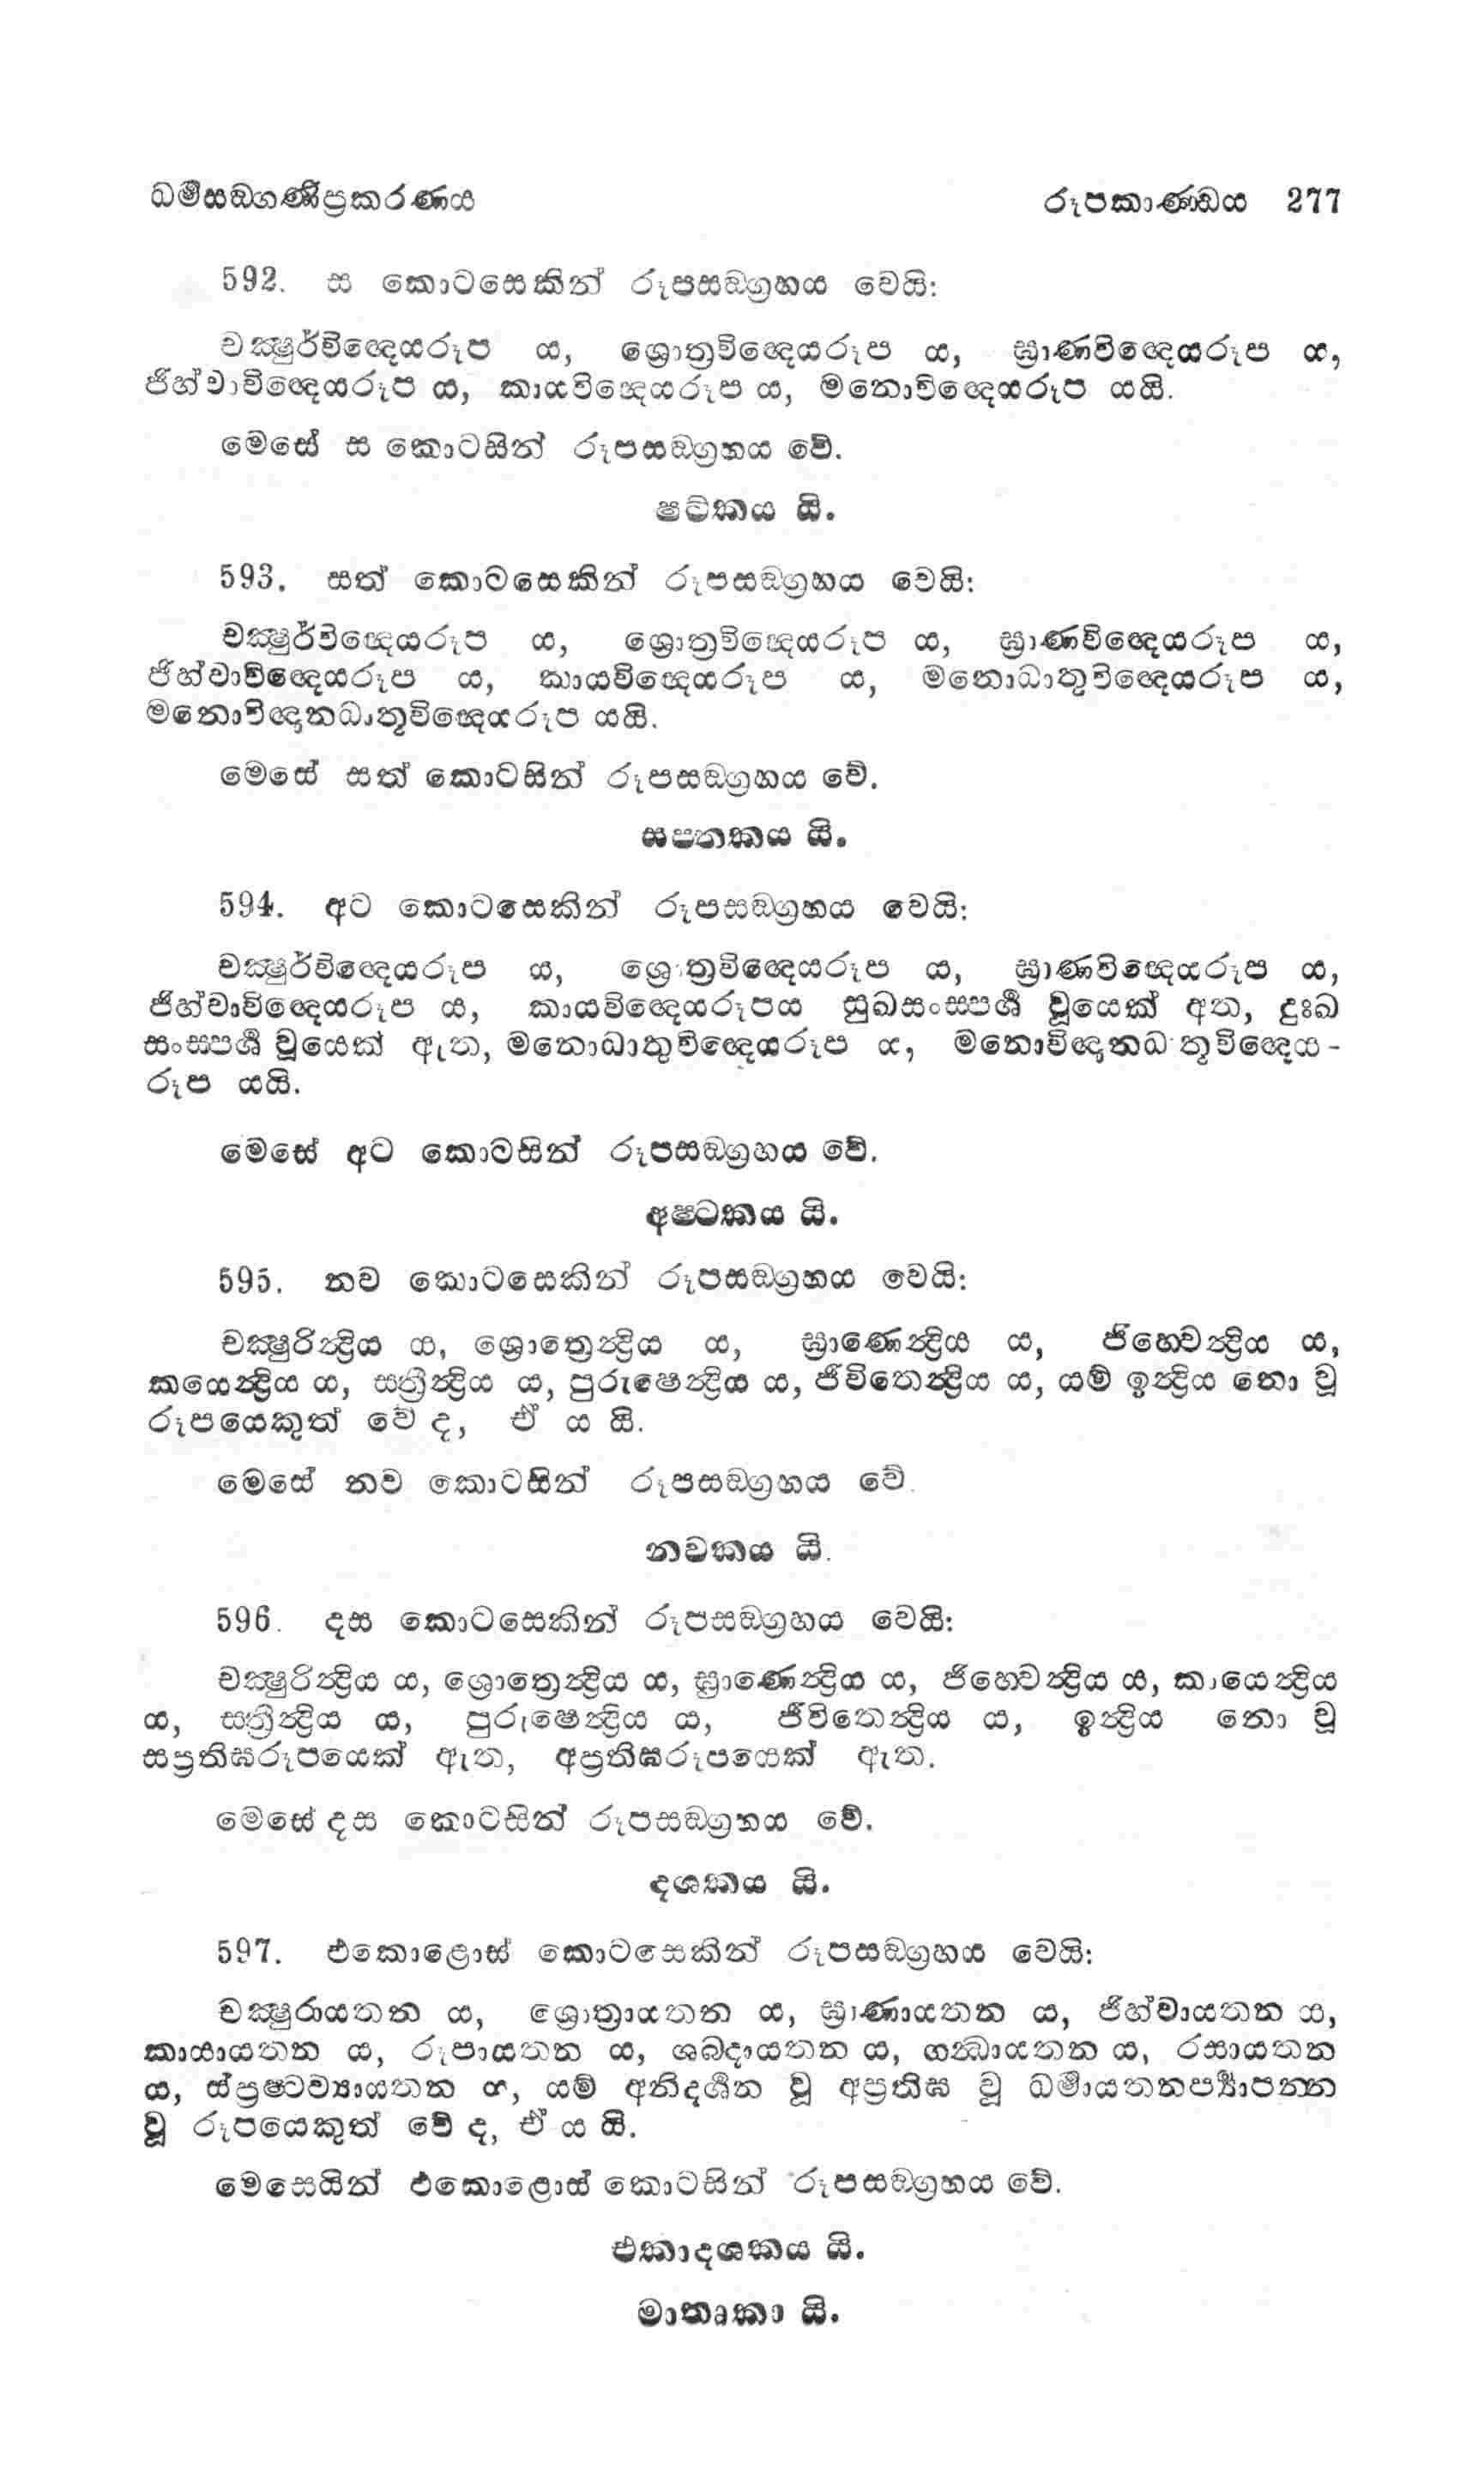 ධර්‍මසඞ්ගණිප්‍රකරණය රූපකාණ්ඩය 277
592. ස කොටසෙකින් රූපසඞ්ග්‍රහය වෙයි:
චක්‍ෂුර්විඥෙයරූප ය, ශ්‍රොත්‍රවිඥෙයරූප ය, ඝ්‍රාණවිඥෙයරූප ය,
ජිහ්වාවිඥෙයරූප ය, කායවිඥෙයරූප ය, මනොවිඥෙයරූප යයි.
මෙසේ ස කොටසින් රූපසඞ්ග්‍රහය වේ.
ෂට්කය යි.
593. සත් කොටසෙකින් රූපසඞ්ග්‍රහය වෙයි:
චක්‍ෂුර්විඥෙයරූප ය, ශ්‍රොත්‍රවිඥෙයරූප ය, ඝ්‍රාණවිඥෙයරූප ය,
ජිහ්වාවිඥෙයරූප ය, කායවිඥෙයරූප ය, මනොධාතුවිඥෙයරූප ය,
මනොවිඥානධාතූවිඥෙයරූප යයි.
මෙසේ සත් කොටසින් රූපසඞ්ග්‍රහය වේ.
සප්තකය යි.
594. අට කොටසෙකින් රූපසඞ්ග්‍රහය වෙයි:
චක්‍ෂුර්විඥෙයරූප ය, ශ්‍රොත්‍රවිඥෙයරූප ය, ඝ්‍රාණවිඥෙයරූප ය,
ජිහ්වාවිඥෙයරූප ය, කායවිඥෙයරූපය සුඛසංස්පර්‍ශ වූයෙක් අත, දුඃඛ
සංස්පර්‍ශ වූයෙක් ඇත, මනොධාතුවිඥෙයරූප ය, මනොවිඥානධාතූවිඥෙය-
රූප යයි.
මෙසේ අට කොටසින් රූපසඞ්ග්‍රහය වේ.
අෂ්ටකය යි.
595. නව කොටසෙකින් රූපසඞ්ග්‍රහය වෙයි:
චක්‍ෂුරින්‍ද්‍රිය ය, ශ්‍රොත්‍රෙන්‍ද්‍රිය ය, ඝ්‍රාණෙන්‍ද්‍රිය ය, ජිහ්වෙන්‍ද්‍රිය ය,
කයෙන්‍ද්‍රිය ය, ස්ත්‍රීන්‍ද්‍රිය ය, පුරුෂෙන්‍ද්‍රිය ය, ජීවිතෙන්‍ද්‍රිය ය, යම් ඉන්‍ද්‍රිය නො වූ
රූපයෙකුත් වේ ද, ඒ ය යි.
මෙසේ නව කොටසින් රූපසඞ්ග්‍රහය වේ.
නවකය යි.
596. දස කොටසෙකින් රූපසඞ්ග්‍රහය වෙයි:
චක්‍ෂුරින්‍ද්‍රිය ය, ශ්‍රොත්‍රෙන්‍ද්‍රිය ය, ඝ්‍රාණෙන්‍ද්‍රිය ය, ජිහ්වෙන්‍ද්‍රිය ය, කායෙන්‍ද්‍රිය
ය, ස්ත්‍රීන්‍ද්‍රිය ය, පුරුෂෙන්‍ද්‍රිය ය, ජීවිතෙන්‍ද්‍රිය ය, ඉන්‍ද්‍රිය නො වූ
සප්‍රතිඝරූපයෙක් ඇත, අප්‍රතිඝරූපයෙක් ඇත.
මෙසේ දස කොටසින් රූපසඞ්ග්‍රහය වේ.
දශකය යි.
597. එකොළොස් කොටසෙකින් රූපසඞ්ග්‍රහය වෙයි:
චක්‍ෂුරායතන ය, ශ්‍රොත්‍රායතන ය, ඝ්‍රාණායතන ය, ජිහ්වායතන ය,
කායායතන ය, රූපායතන ය, ශබ්දායතන ය, ගන්‍ධායතන ය, රසායතන
ය, ස්ප්‍රෂ්ටව්‍යායතන ය, යම් අනිදර්‍ශන වූ අප්‍රතිඝ වූ ධර්‍මායතනපර්‍ය්‍යාපන්න
වූ රූපයෙකුත් වේ ද, ඒ ය යි.
මෙසෙයින් එකොළොස් කොටසින් රූපසඞ්ග්‍රහය වේ.
එකාදශකය යි.
මාතෘකා යි.